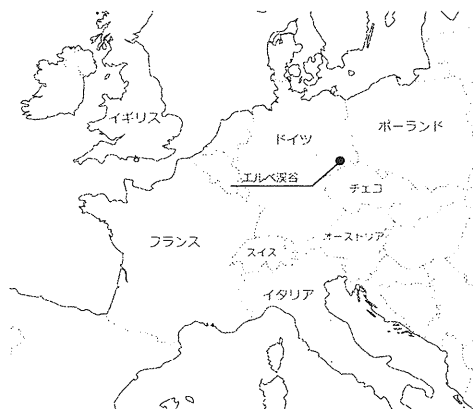 イギリス
ポーランド
ドイツ
エルベ渓谷
チェコ
フランス
オーストリア
スイス
イタリア